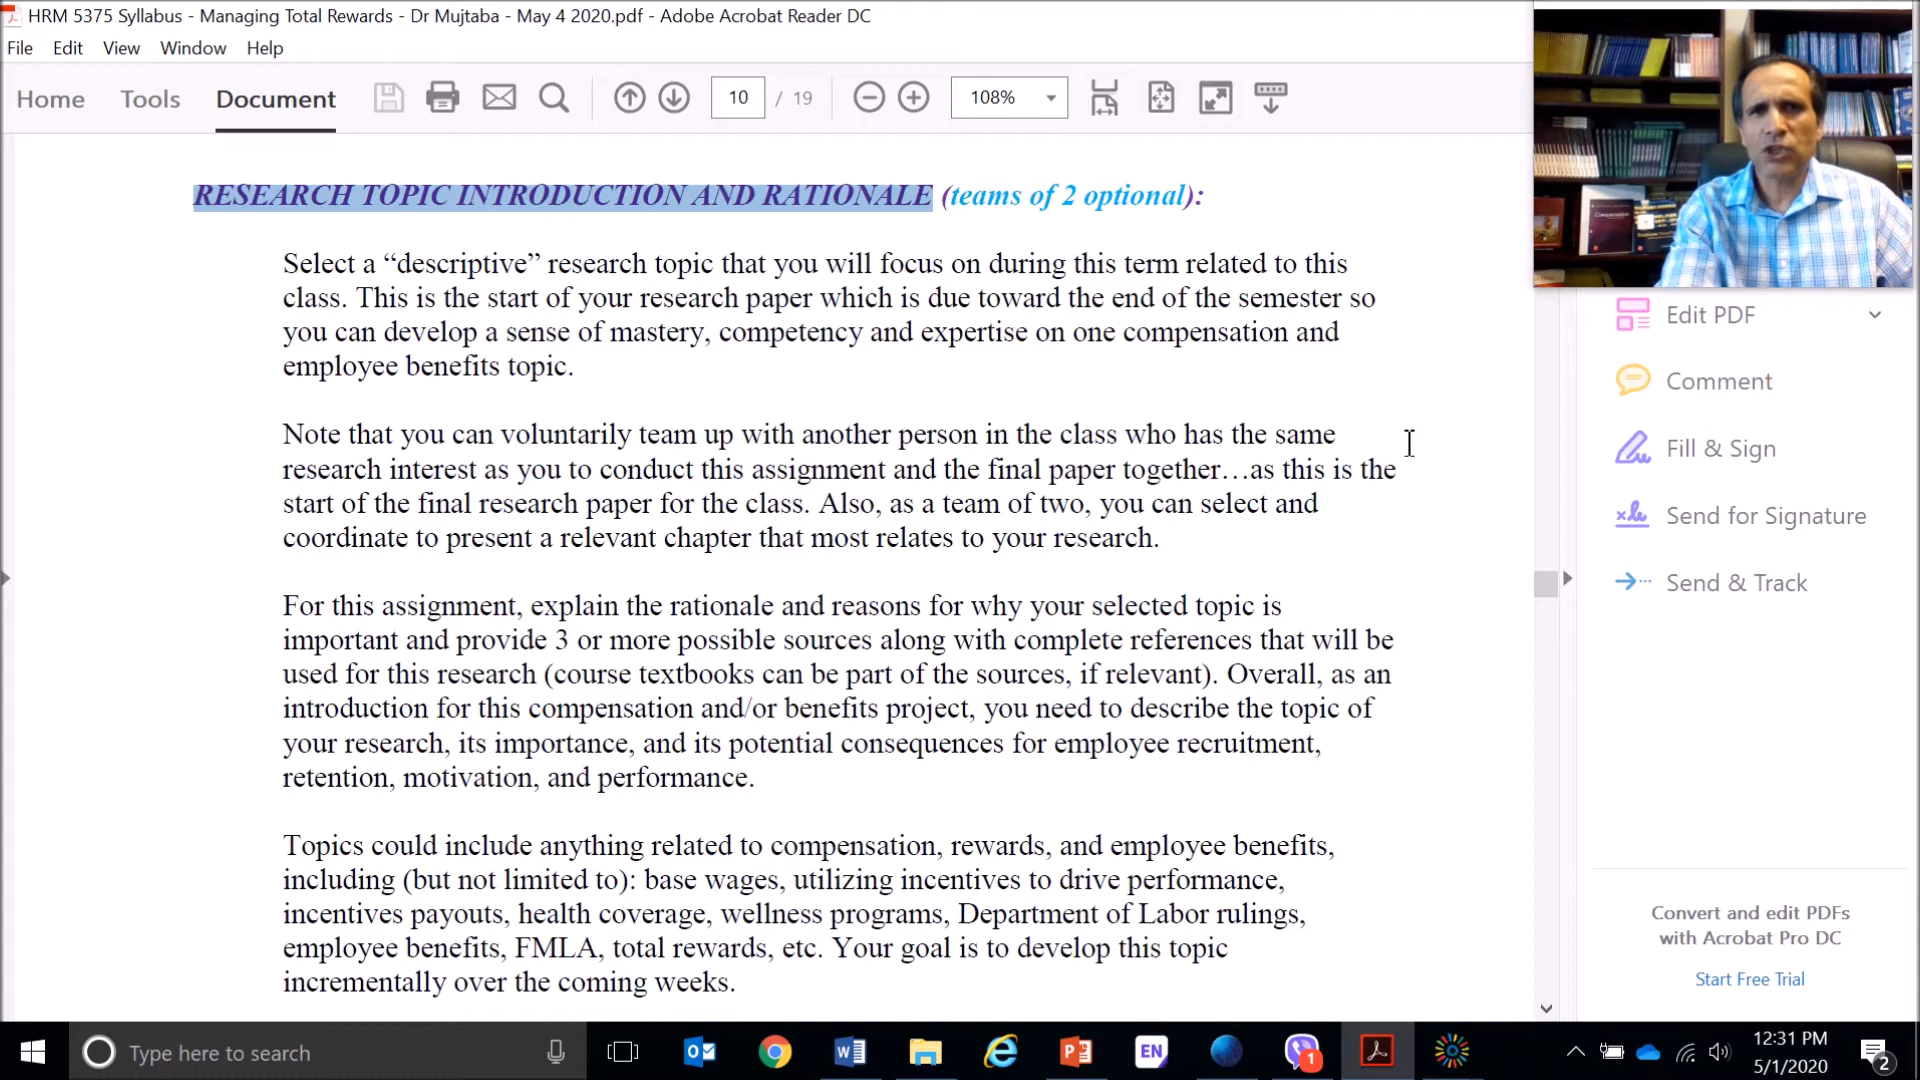 HRM 5375 Syllabus - Managing Total Rewards - Dr Mujtaba - May 4 2020.pdf - Adobe Acrobat Reader DC
File Edit View Window Help
Home Tools Document 10 / 19 108%
RESEARCH TOPIC INTRODUCTION AND RATIONALE (teams of 2 optional):
Select a “descriptive” research topic that you will focus on during this term related to this
class. This is the start of your research paper which is due toward the end of the semester so
you can develop a sense of mastery, competency and expertise on one compensation and
employee benefits topic.
Note that you can voluntarily team up with another person in the class who has the same
research interest as you to conduct this assignment and the final paper together…as this is the
start of the final research paper for the class. Also, as a team of two, you can select and
coordinate to present a relevant chapter that most relates to your research.
For this assignment, explain the rationale and reasons for why your selected topic is
important and provide 3 or more possible sources along with complete references that will be
used for this research (course textbooks can be part of the sources, if relevant). Overall, as an
introduction for this compensation and/or benefits project, you need to describe the topic of
your research, its importance, and its potential consequences for employee recruitment,
retention, motivation, and performance.
Topics could include anything related to compensation, rewards, and employee benefits,
including (but not limited to): base wages, utilizing incentives to drive performance,
incentives payouts, health coverage, wellness programs, Department of Labor rulings,
employee benefits, FMLA, total rewards, etc. Your goal is to develop this topic
incrementally over the coming weeks.
Edit PDF
Comment
Fill & Sign
Send for Signature
Send & Track
Convert and edit PDFs
with Acrobat Pro DC
Start Free Trial
Type here to search
EN
1
12:31 PM
5/1/2020
2